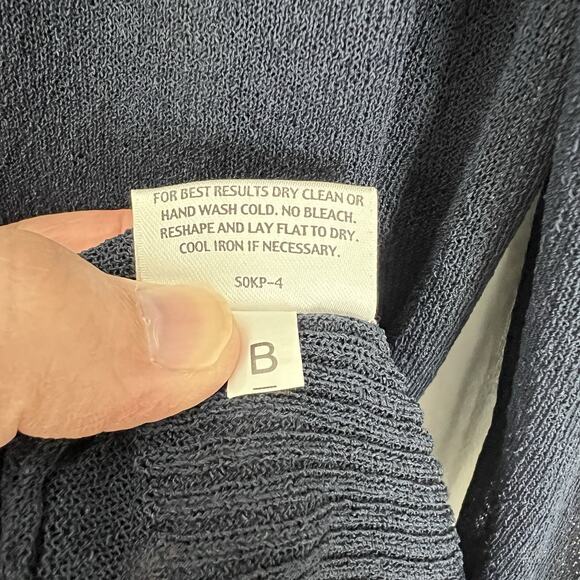 FOR BEST RESULTS DRY CLEAN OR
HAND WASH COLD. NO BLEACH.
RESHAPE AND LAY FLAT TO DRY.
COOL IRON IF NECESSARY.
S0KP-4
B